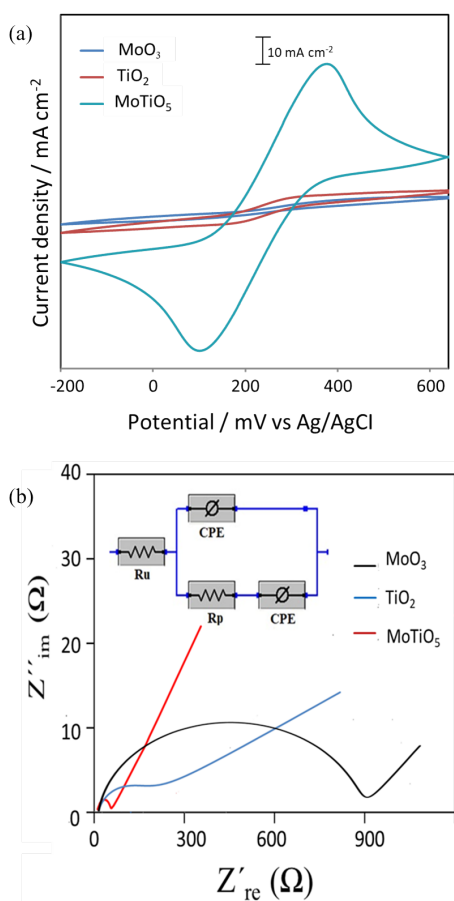 (a)
10 mA cm⁻²
MoO₃
TiO₂
MoTiO₅
Current density / mA cm⁻²
-200 0 200 400 600
Potential / mV vs Ag/AgCl
(b)
40
30
20
10
0
Z´´im (Ω)
CPE
Ru
Rp
CPE
MoO₃
TiO₂
MoTiO₅
0 300 600 900
Z´re (Ω)